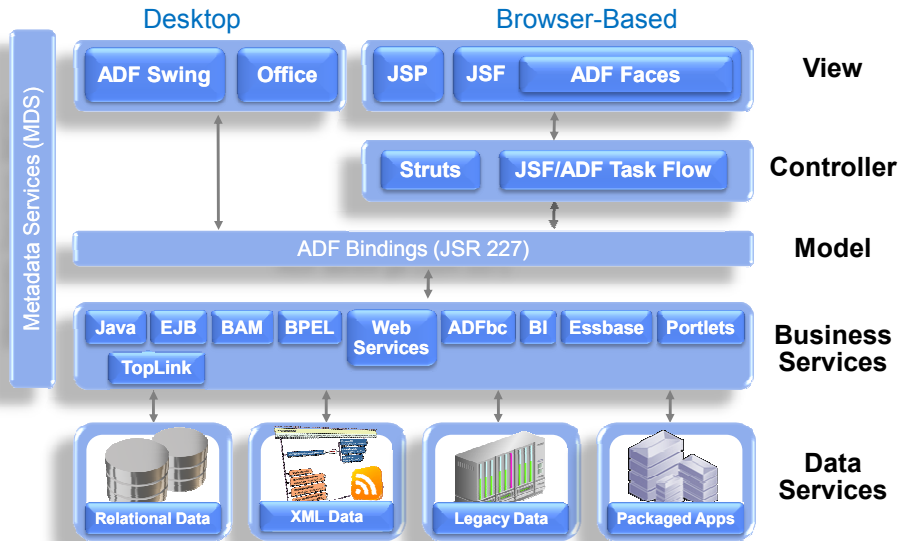 Desktop
Browser-Based
Metadata Services (MDS)
ADF Swing
Office
JSP
JSF
ADF Faces
View
Struts
JSF/ADF Task Flow
Controller
ADF Bindings (JSR 227)
Model
Java
EJB
BAM
BPEL
Web
Services
ADFbc
BI
Essbase
Portlets
TopLink
Business
Services
Relational Data
XML Data
Legacy Data
Packaged Apps
Data
Services